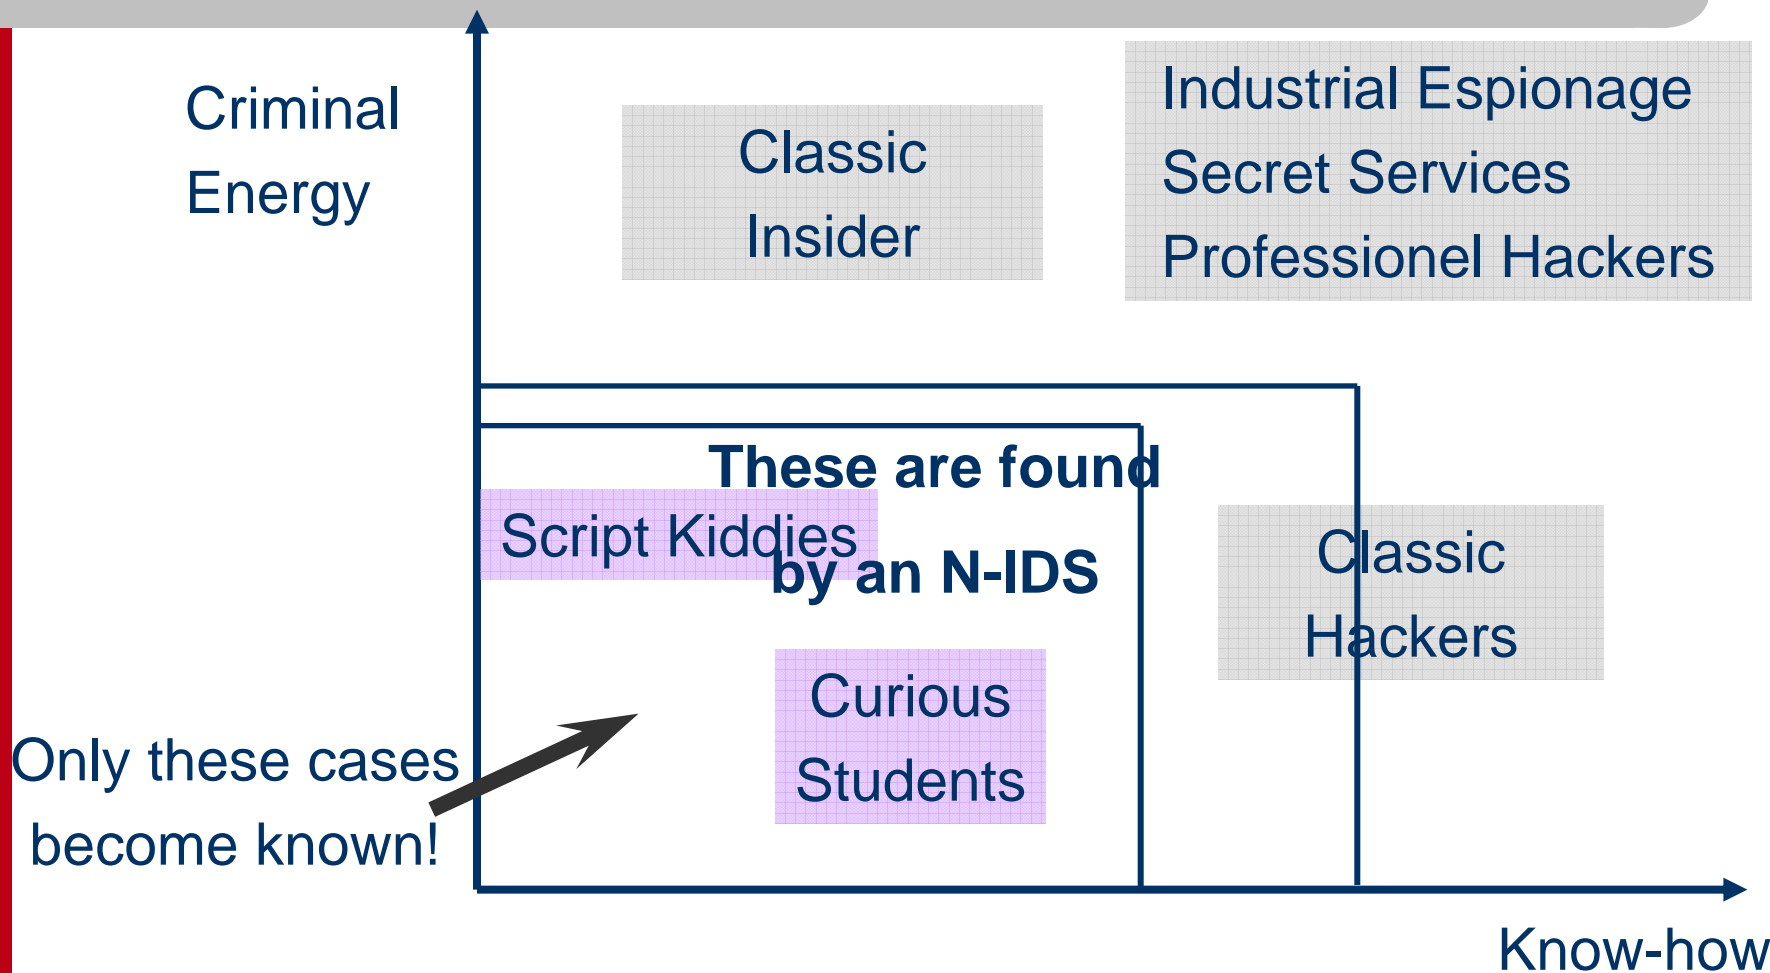 Criminal
Energy
Classic
Insider
Industrial Espionage
Secret Services
Professionel Hackers
These are found
by an N-IDS
Script Kiddies
Classic
Hackers
Curious
Students
Only these cases
become known!
Know-how